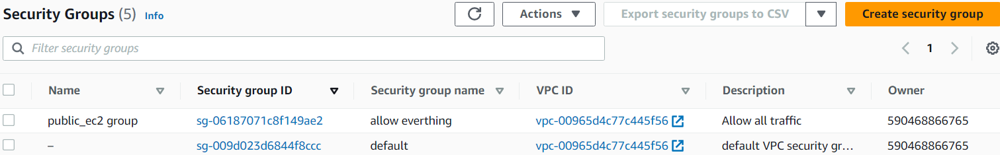 Security Groups (5) Info Actions Export security groups to CSV Create security group
Filter security groups 1
Name Security group ID Security group name VPC ID Description Owner
public_ec2 group sg-06187071c8f149ae2 allow everthing vpc-00965d4c77c445f56 Allow all traffic 590468866765
– sg-009d023d6844f8ccc default vpc-00965d4c77c445f56 default VPC security gr... 590468866765